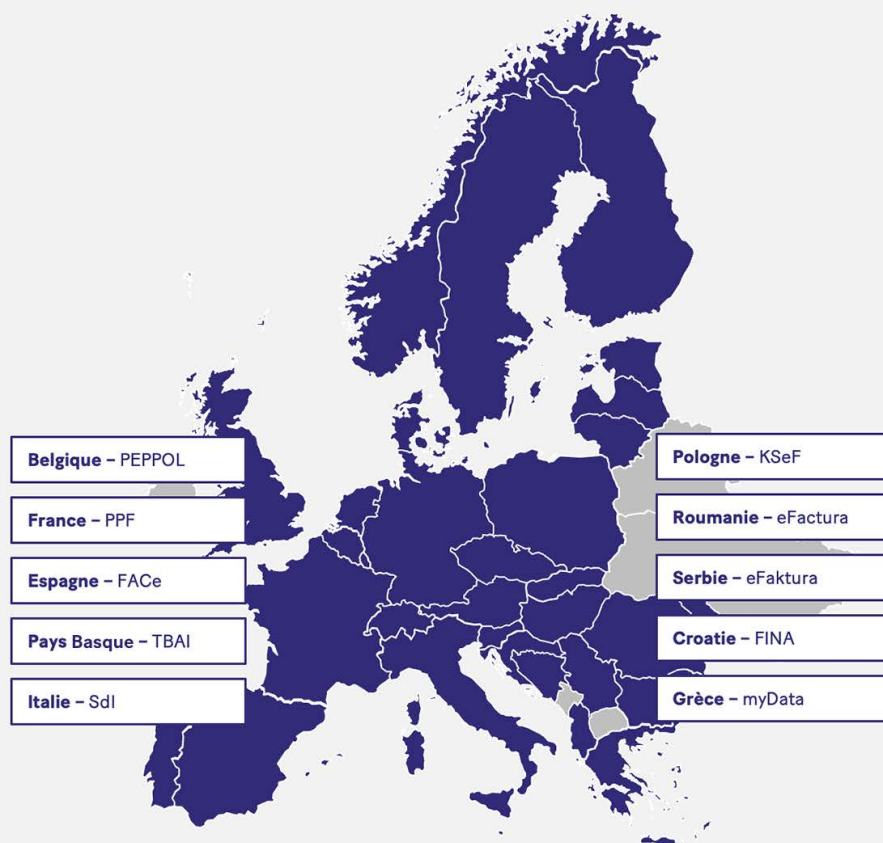 Belgique – PEPPOL
France – PPF
Espagne – FACe
Pays Basque – TBAI
Italie – SdI
Pologne – KSeF
Roumanie – eFactura
Serbie – eFaktura
Croatie – FINA
Grèce – myData